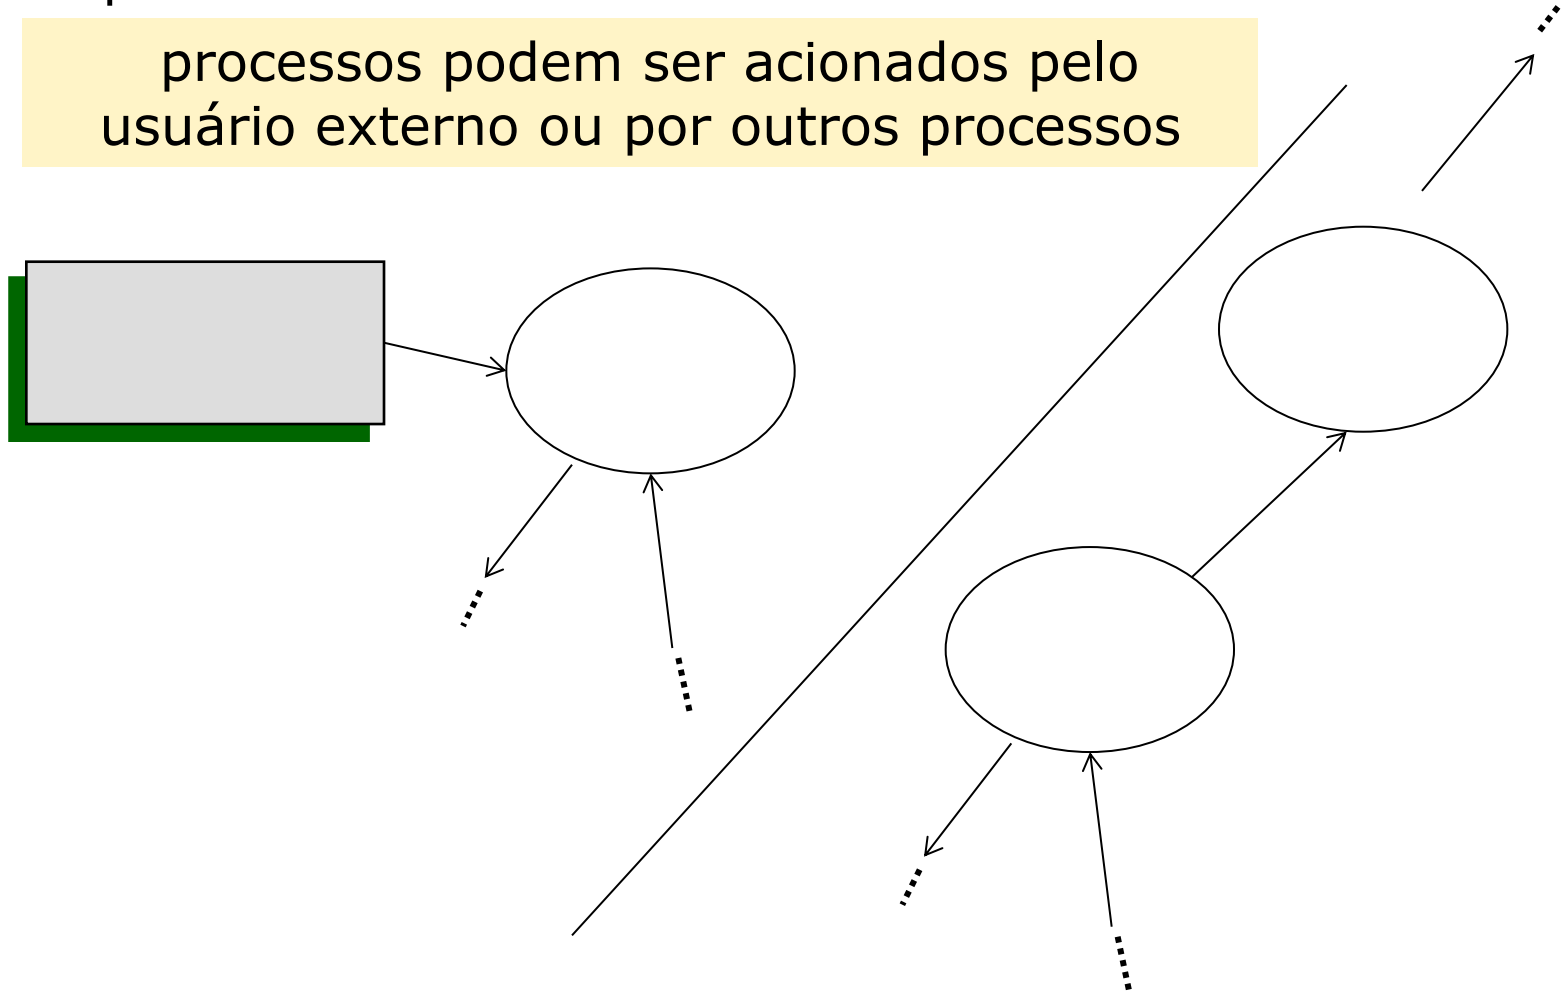 processos podem ser acionados pelo
usuário externo ou por outros processos